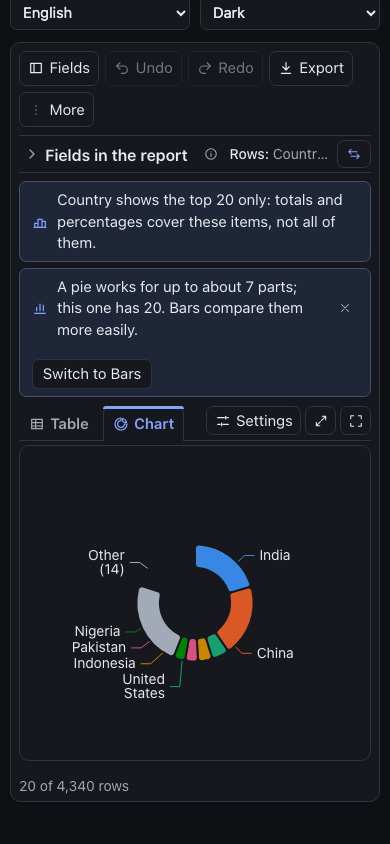 English
Dark
Fields
Undo
Redo
Export
More
Fields in the report
Rows: Countr...
Country shows the top 20 only: totals and
percentages cover these items, not all of
them.
A pie works for up to about 7 parts;
this one has 20. Bars compare them
more easily.
Switch to Bars
Table
Chart
Settings
Other
(14)
India
Nigeria
Pakistan
Indonesia
China
United
States
20 of 4,340 rows